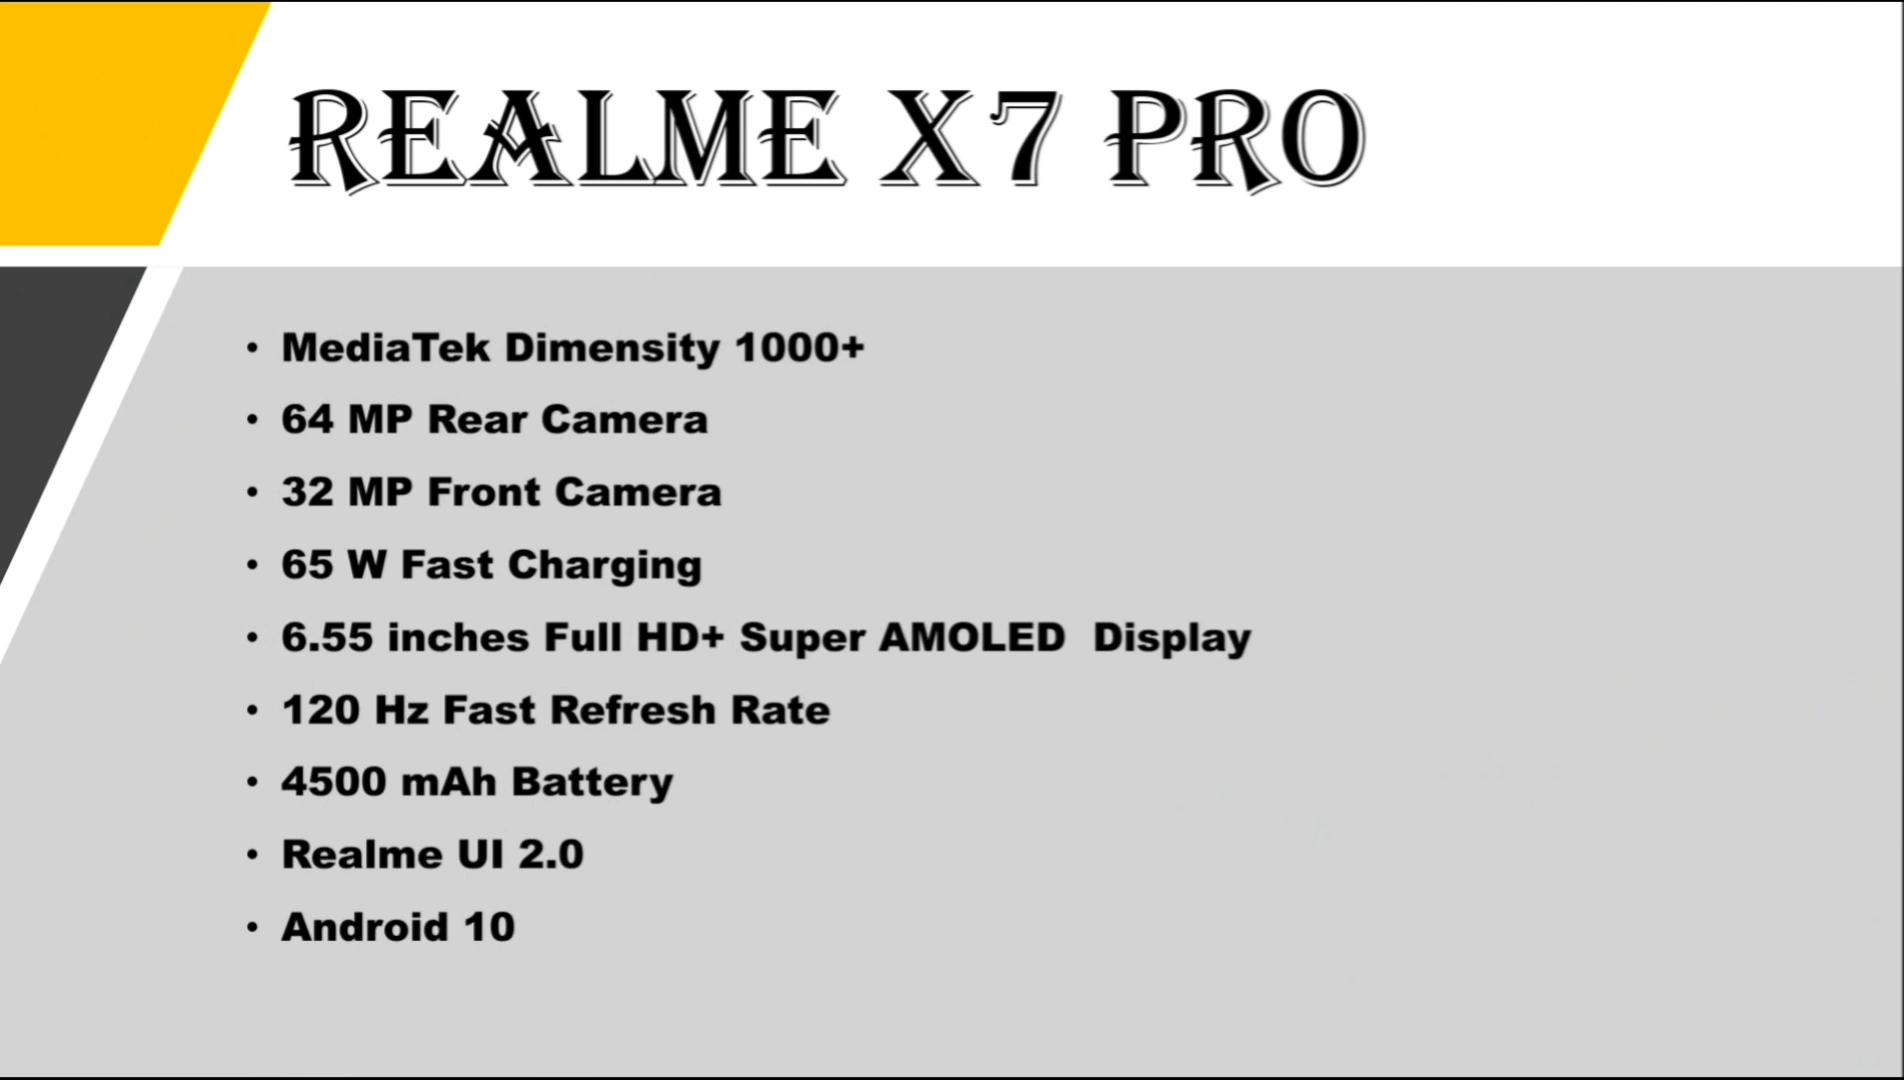 REALME X7 PRO
• MediaTek Dimensity 1000+
• 64 MP Rear Camera
• 32 MP Front Camera
• 65 W Fast Charging
• 6.55 inches Full HD+ Super AMOLED  Display
• 120 Hz Fast Refresh Rate
• 4500 mAh Battery
• Realme UI 2.0
• Android 10